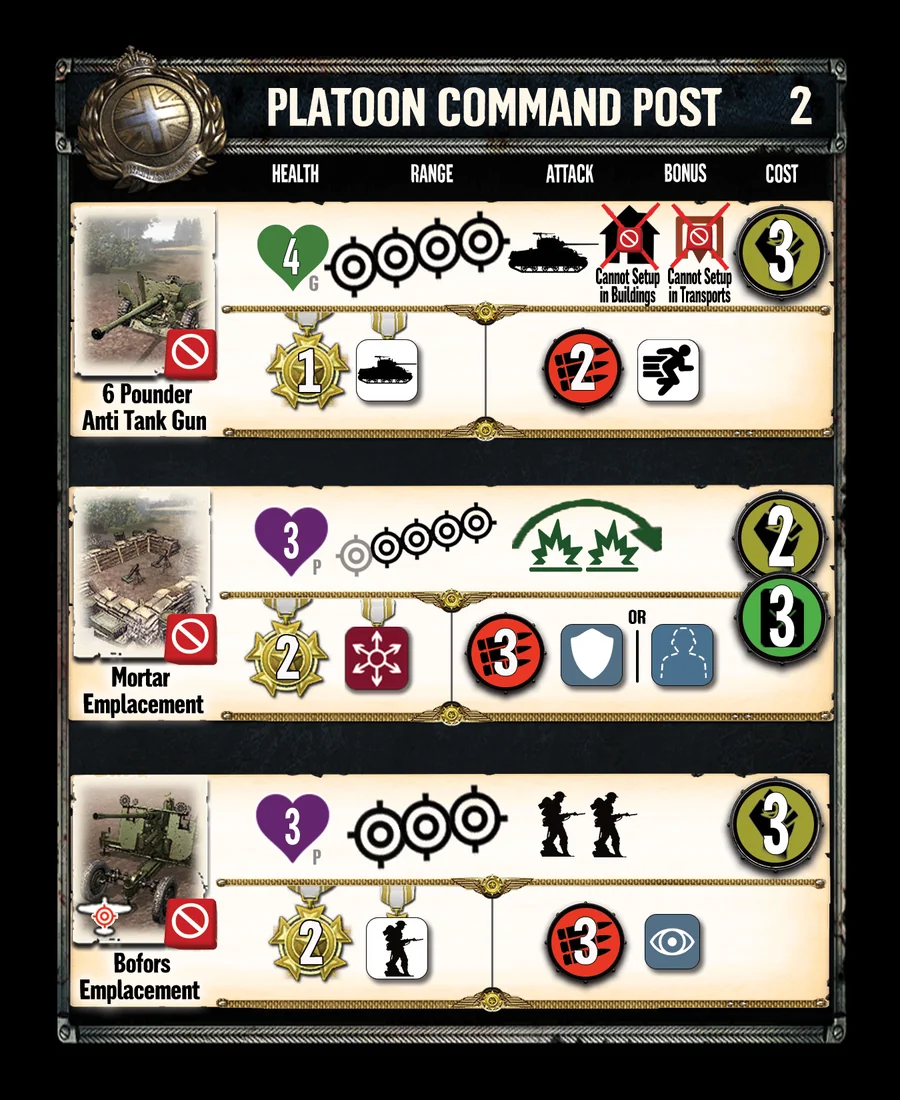 PLATOON COMMAND POST 2
HEALTH RANGE ATTACK BONUS COST
4 G
Cannot Setup
in Buildings
Cannot Setup
in Transports
3
1
2
6 Pounder
Anti Tank Gun
3 P
2
3
2
3
OR
Mortar
Emplacement
3 P
3
2
3
Bofors
Emplacement